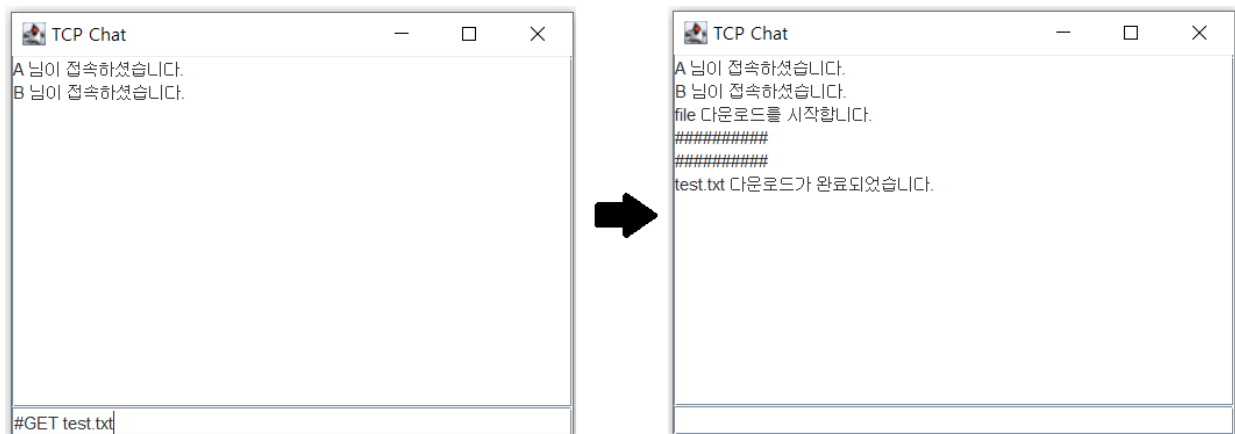 TCP Chat
A 님이 접속하셨습니다.
B 님이 접속하셨습니다.
#GET test.txt
TCP Chat
A 님이 접속하셨습니다.
B 님이 접속하셨습니다.
file 다운로드를 시작합니다.
##########
##########
test.txt 다운로드가 완료되었습니다.